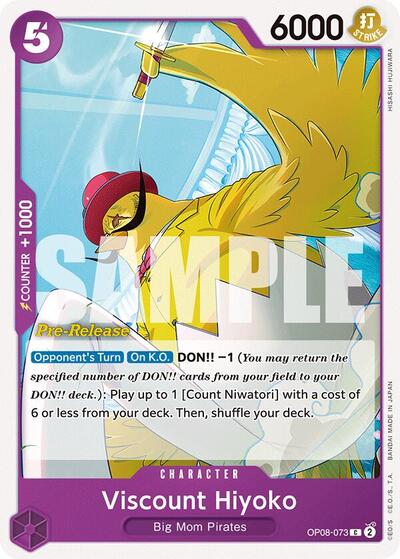 5
6000
打
STRIKE
HISASHI HUJIWARA
COUNTER +1000
SAMPLE
Pre-Release
Opponent's Turn On K.O. DON!! −1 (You may return the
specified number of DON!! cards from your field to your
DON!! deck.): Play up to 1 [Count Niwatori] with a cost of
6 or less from your deck. Then, shuffle your deck.
CHARACTER
Viscount Hiyoko
Big Mom Pirates
OP08-073 C 2
©E.O./S. ©E.O./S., T.A. BANDAI MADE IN JAPAN